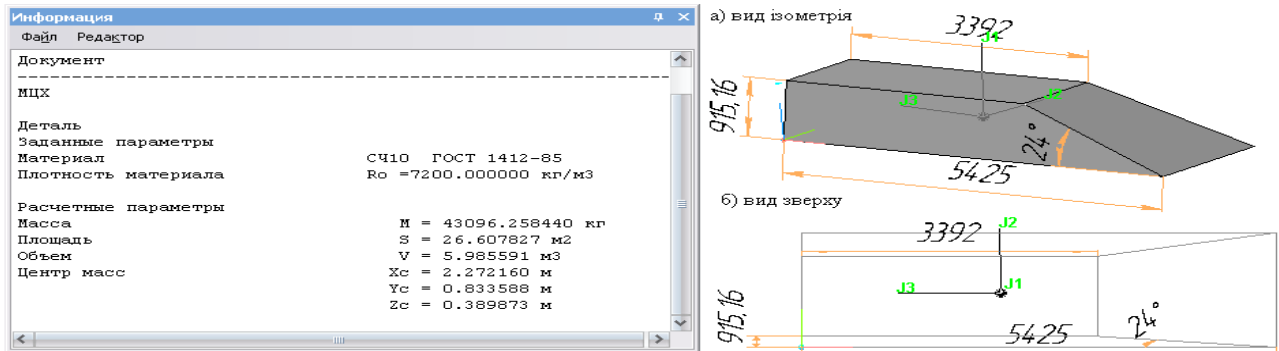 Информация
Файл Редактор
Документ
--------------------------------------------------------------------------------
МЦХ
Деталь
Заданные параметры
Материал СЧ10 ГОСТ 1412-85
Плотность материала Ro =7200.000000 кг/м3
Расчетные параметры
Масса M = 43096.258440 кг
Площадь S = 26.607827 м2
Объем V = 5.985591 м3
Центр масс Xc = 2.272160 м
Yc = 0.833588 м
Zc = 0.389873 м
а) вид ізометрія
3392
J1
J2
J3
915,16
24°
5425
б) вид зверху
J2
3392
J3
J1
915,16
5425
24°